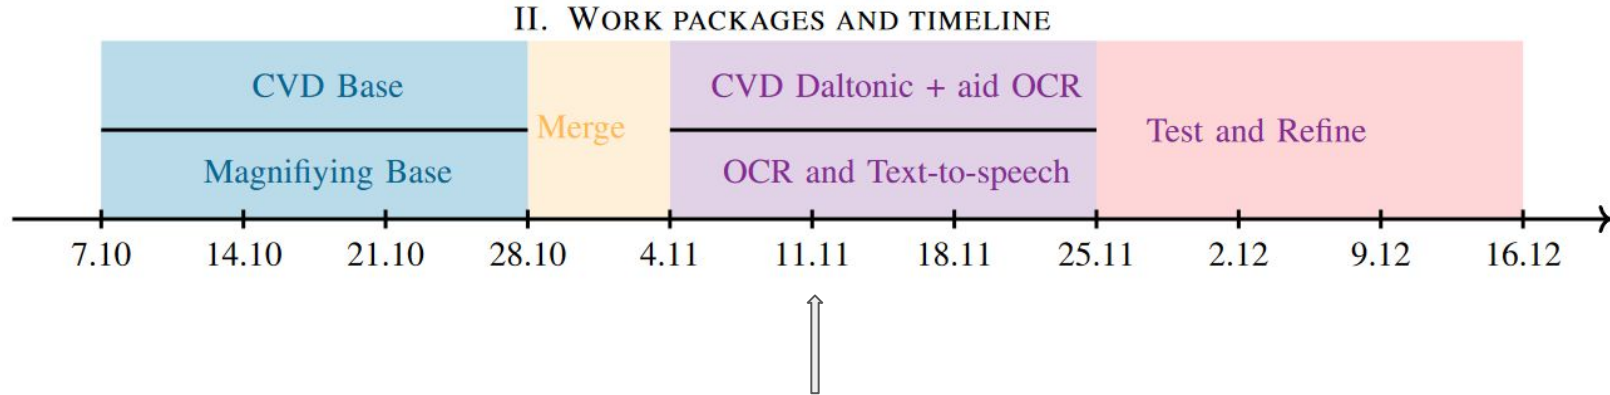 II. WORK PACKAGES AND TIMELINE
CVD Base
CVD Daltonic + aid OCR
Merge
Test and Refine
Magnifiying Base
OCR and Text-to-speech
7.10 14.10 21.10 28.10 4.11 11.11 18.11 25.11 2.12 9.12 16.12